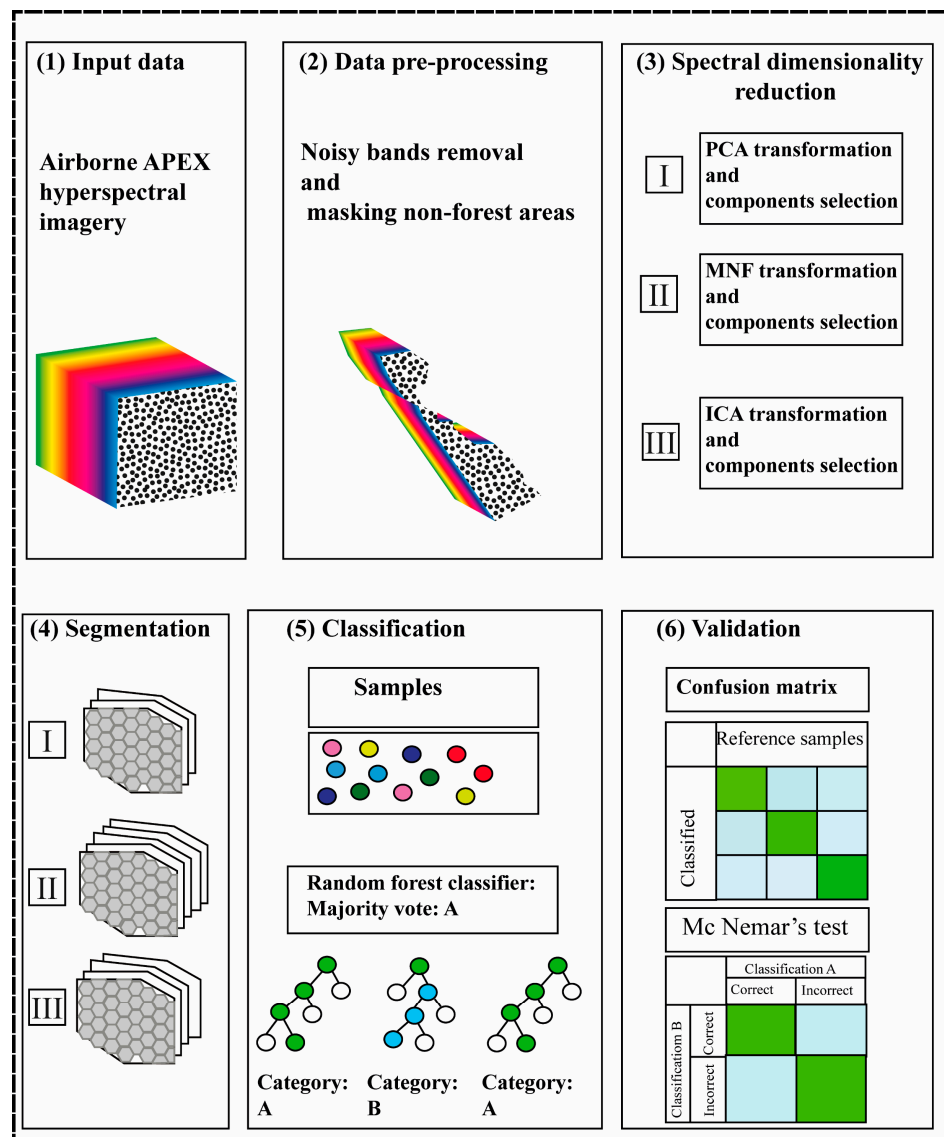 (1) Input data
Airborne APEX
hyperspectral
imagery
(2) Data pre-processing
Noisy bands removal
and
masking non-forest areas
(3) Spectral dimensionality
reduction
I
PCA transformation
and
components selection
II
MNF transformation
and
components selection
III
ICA transformation
and
components selection
(4) Segmentation
I
II
III
(5) Classification
Samples
Random forest classifier:
Majority vote: A
Category:
A
Category:
B
Category:
A
(6) Validation
Confusion matrix
Reference samples
Classified
Mc Nemar's test
Classification A
Correct
Incorrect
Classificatiom B
Correct
Incorrect